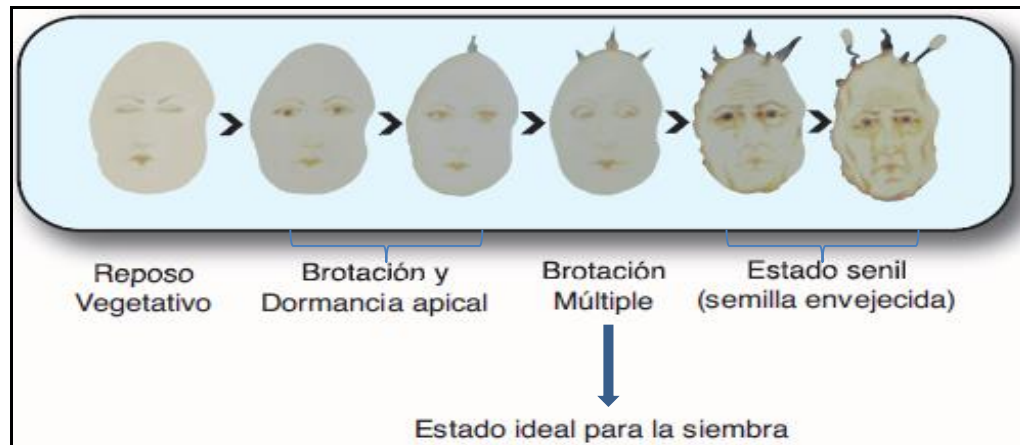 Reposo
Vegetativo
Brotación y
Dormancia apical
Brotación
Múltiple
Estado senil
(semilla envejecida)
Estado ideal para la siembra